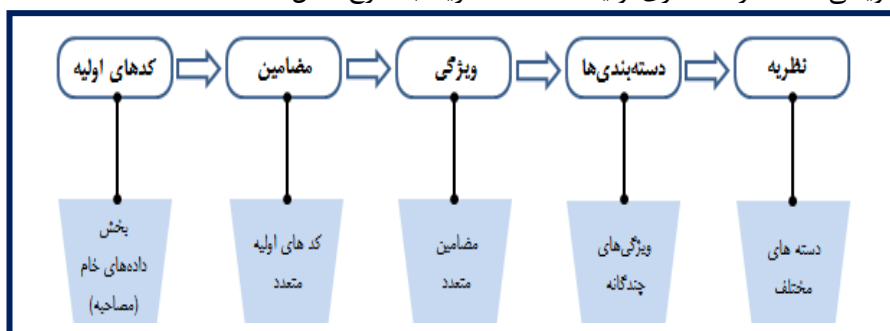 کدهای اولیه
مضامین
ویژگی
دسته‌بندی‌ها
نظریه
بخش
داده‌های خام
(مصاحبه)
کد های اولیه
متعدد
مضامین
متعدد
ویژگی‌های
چندگانه
دسته های
مختلف